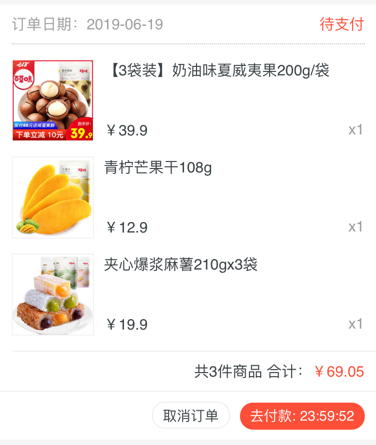 订单日期：2019-06-19 待支付
【3袋装】奶油味夏威夷果200g/袋
百草味
下单立减 10元
39.9
￥39.9 x1
青柠芒果干108g
￥12.9 x1
夹心爆浆麻薯210gx3袋
￥19.9 x1
共3件商品 合计：￥69.05
取消订单 去付款: 23:59:52